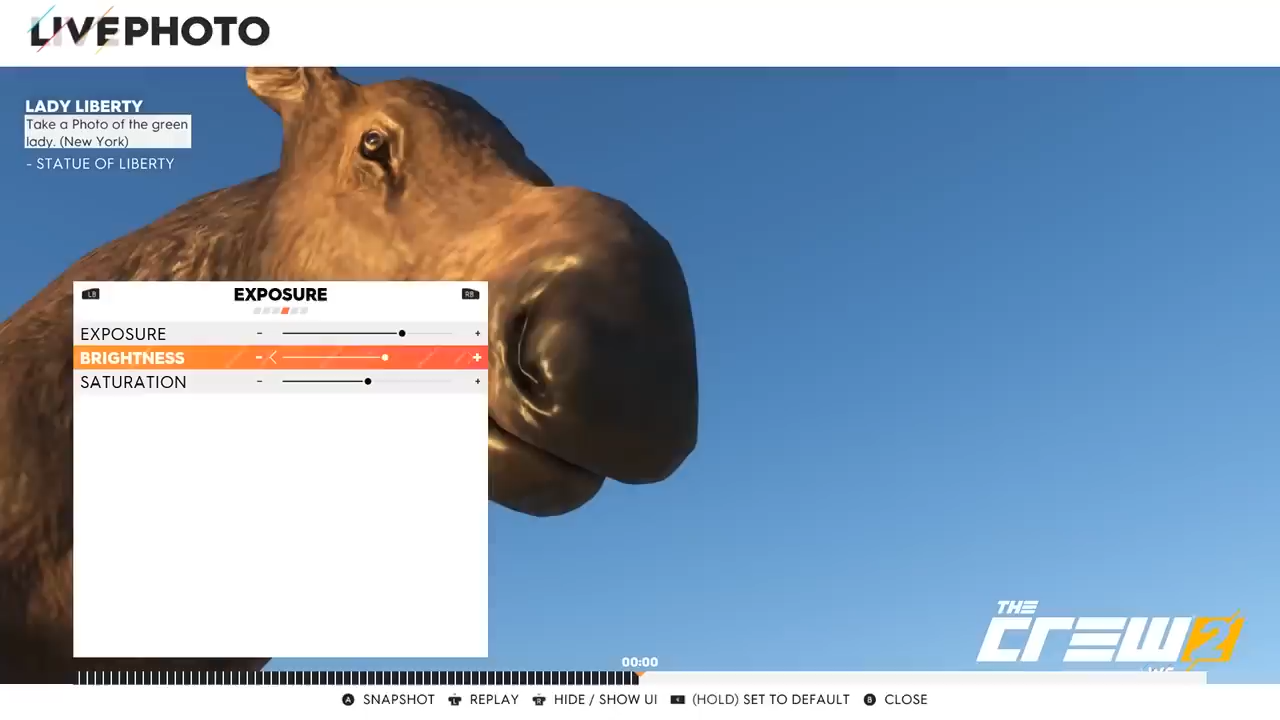 LIVEPHOTO
LADY LIBERTY
Take a Photo of the green
lady. (New York)
- STATUE OF LIBERTY
LB EXPOSURE RB
EXPOSURE - +
BRIGHTNESS - +
SATURATION - +
THE
CREW 2
00:00
A SNAPSHOT L REPLAY R HIDE / SHOW UI (HOLD) SET TO DEFAULT B CLOSE